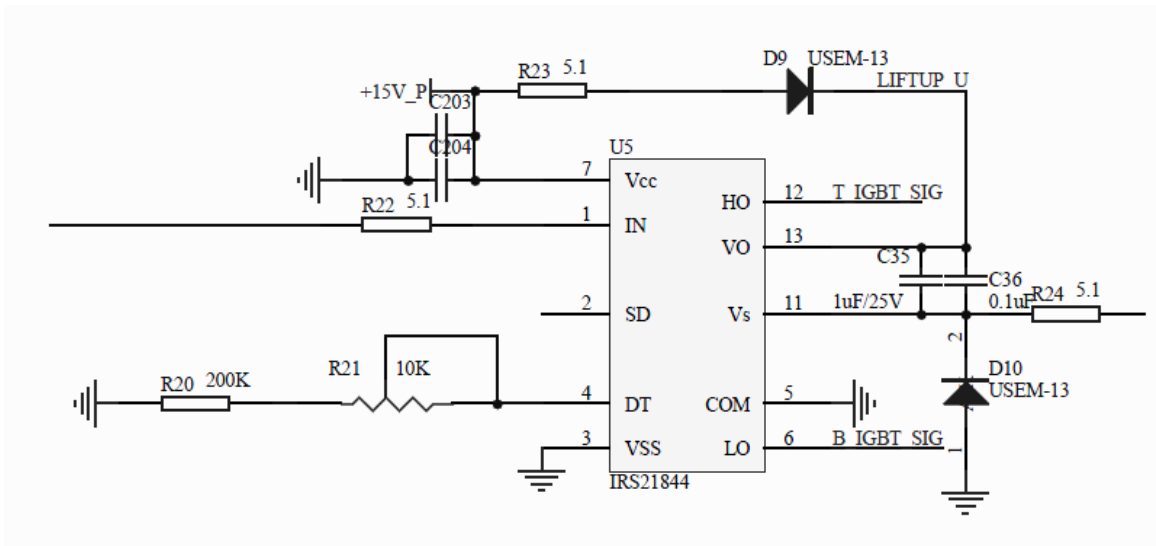 D9 USEM-13
R23 5.1
LIFTUP_U
+15V_P
C203
C204
U5
7 Vcc
R22 5.1
1 IN
HO 12 T_IGBT_SIG
VO 13
C35
C36
2 SD
Vs 11 1uF/25V
0.1uF
R24 5.1
2
R21 10K
D10
USEM-13
R20 200K
4 DT
COM 5
3 VSS
LO 6 B_IGBT_SIG
1
IRS21844